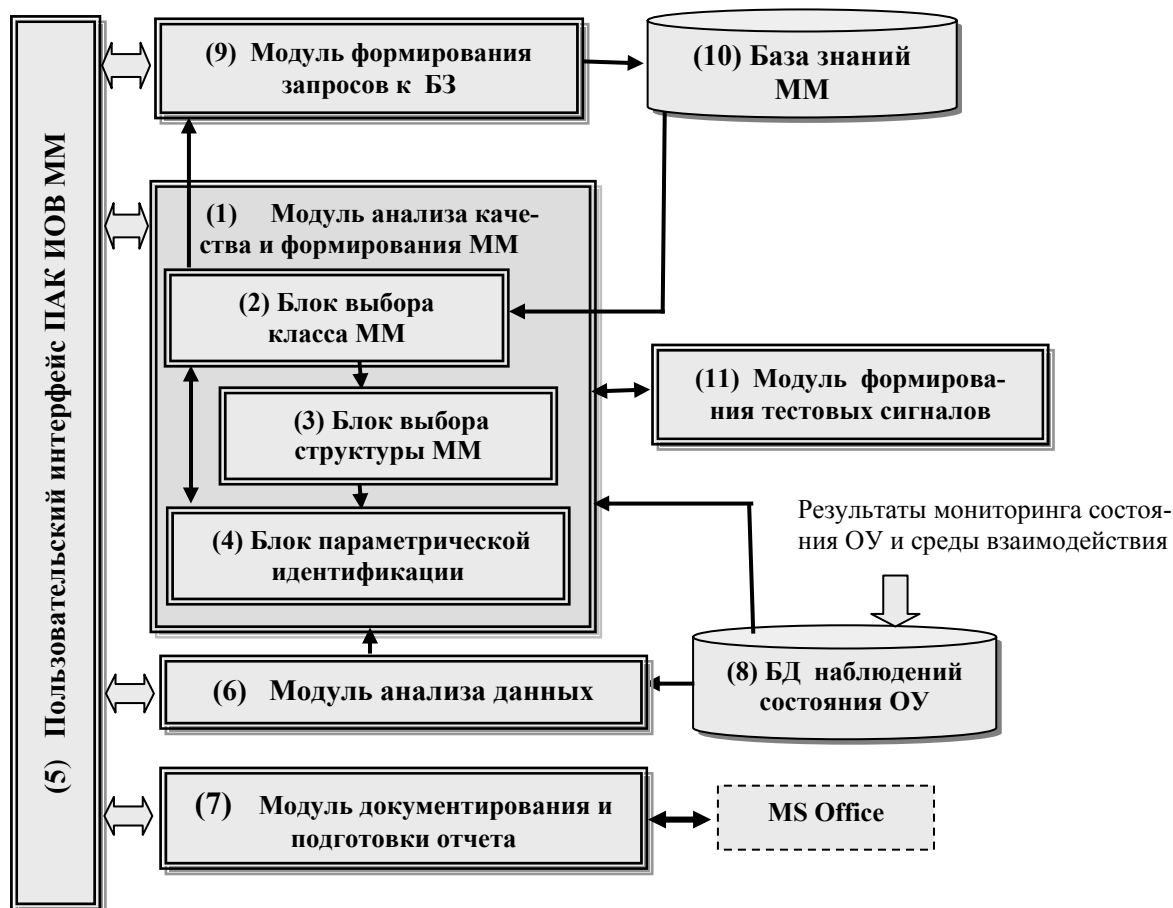 (5) Пользовательский интерфейс ПАК ИОВ ММ
(9) Модуль формирования
запросов к БЗ
(10) База знаний
ММ
(1) Модуль анализа каче-
ства и формирования ММ
(2) Блок выбора
класса ММ
(3) Блок выбора
структуры ММ
(4) Блок параметрической
идентификации
(11) Модуль формирова-
ния тестовых сигналов
Результаты мониторинга состоя-
ния ОУ и среды взаимодействия
(6) Модуль анализа данных
(8) БД наблюдений
состояния ОУ
(7) Модуль документирования и
подготовки отчета
MS Office